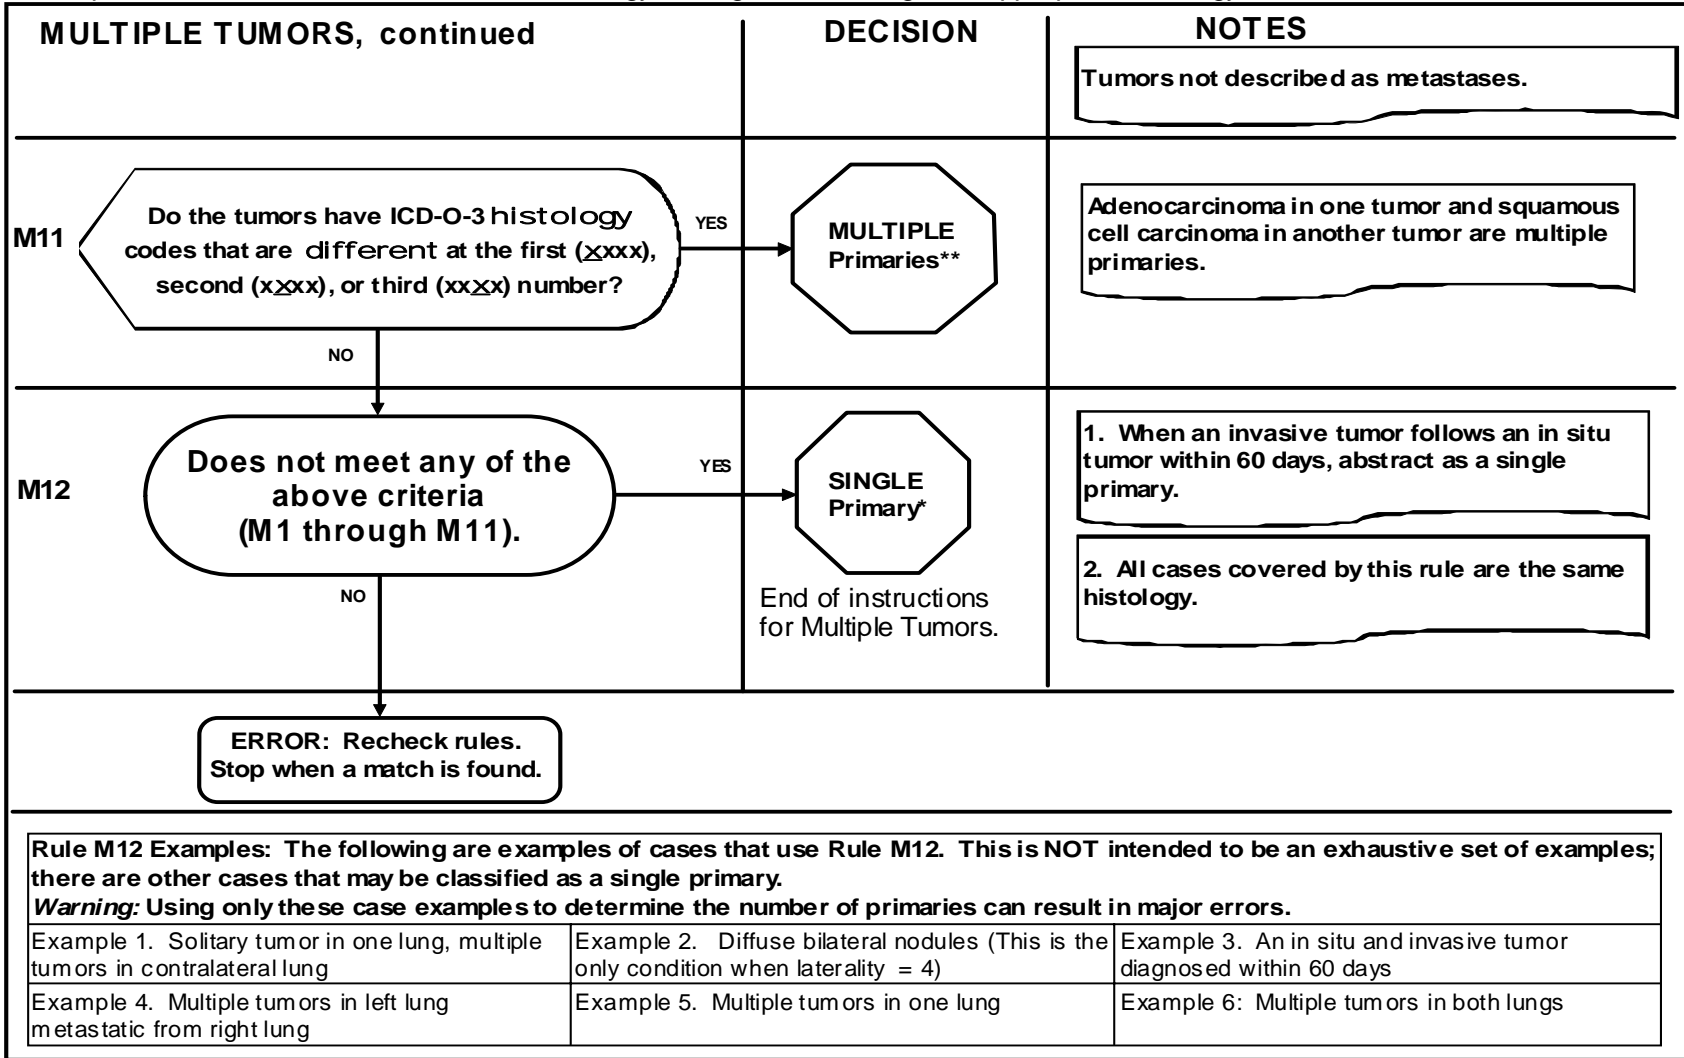 MULTIPLE TUMORS, continued
DECISION
NOTES
Tumors not described as metastases.
M11
Do the tumors have ICD-O-3 histology
codes that are different at the first (xxxx),
second (xxxx), or third (xxxx) number?
YES
MULTIPLE
Primaries**
Adenocarcinoma in one tumor and squamous
cell carcinoma in another tumor are multiple
primaries.
NO
M12
Does not meet any of the
above criteria
(M1 through M11).
YES
SINGLE
Primary*
End of instructions
for Multiple Tumors.
1. When an invasive tumor follows an in situ
tumor within 60 days, abstract as a single
primary.
2. All cases covered by this rule are the same
histology.
NO
ERROR: Recheck rules.
Stop when a match is found.
Rule M12 Examples: The following are examples of cases that use Rule M12. This is NOT intended to be an exhaustive set of examples;
there are other cases that may be classified as a single primary.
Warning: Using only these case examples to determine the number of primaries can result in major errors.
Example 1. Solitary tumor in one lung, multiple
tumors in contralateral lung
Example 2. Diffuse bilateral nodules (This is the
only condition when laterality = 4)
Example 3. An in situ and invasive tumor
diagnosed within 60 days
Example 4. Multiple tumors in left lung
metastatic from right lung
Example 5. Multiple tumors in one lung
Example 6: Multiple tumors in both lungs